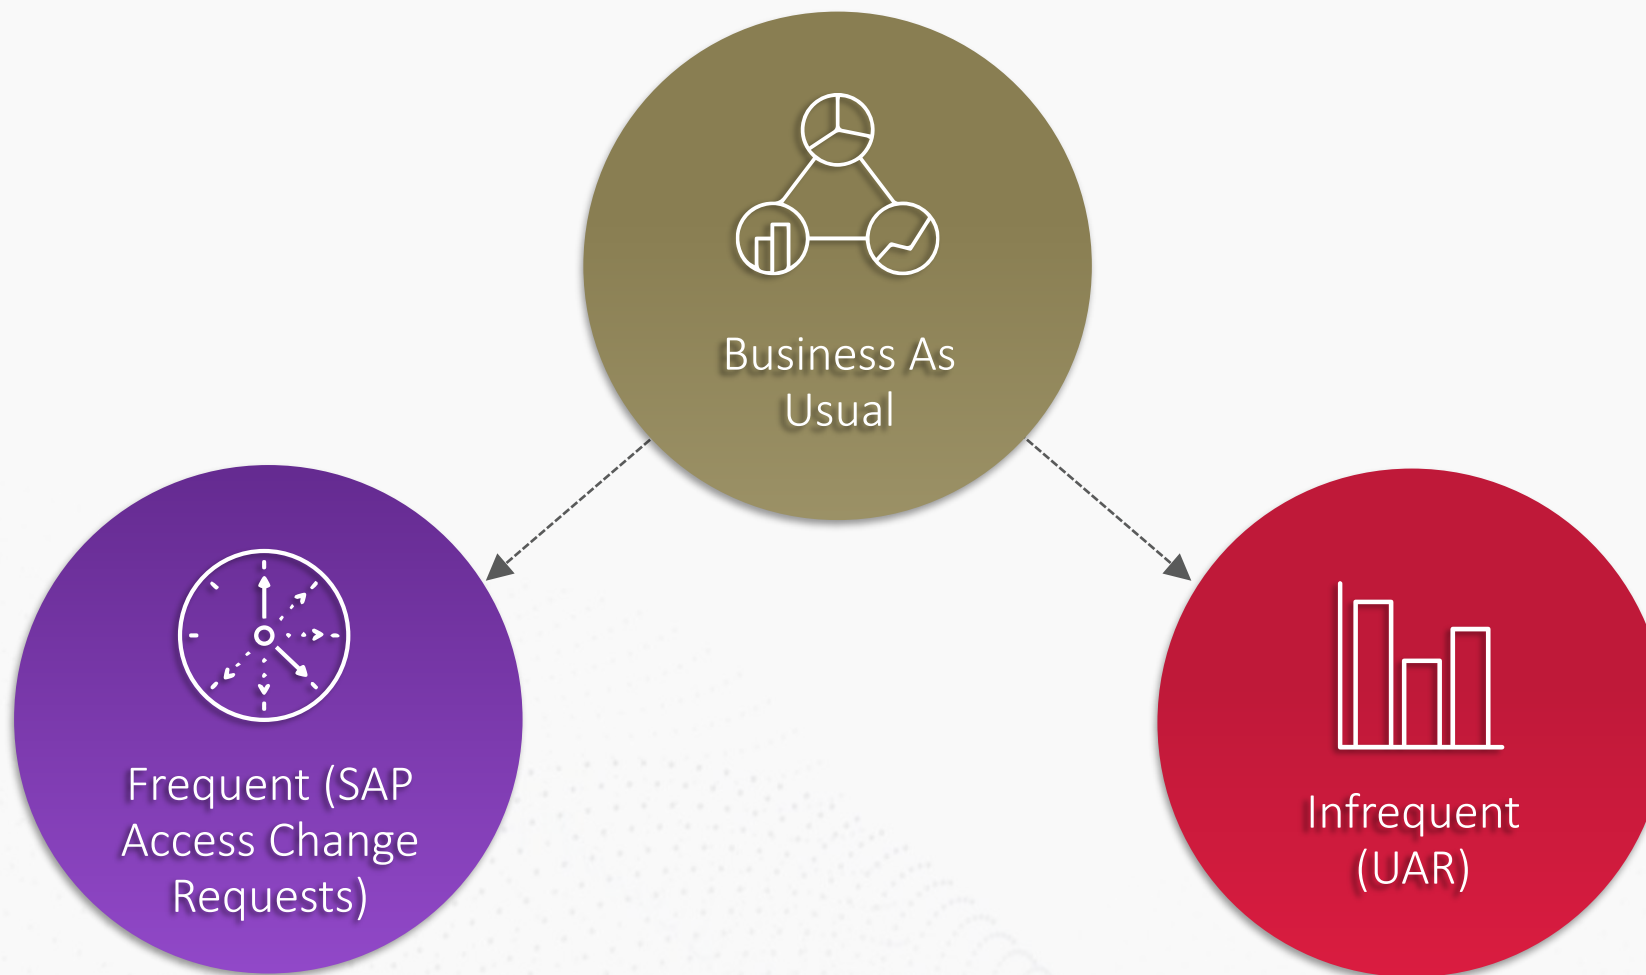 Business As
Usual
Frequent (SAP
Access Change
Requests)
Infrequent
(UAR)